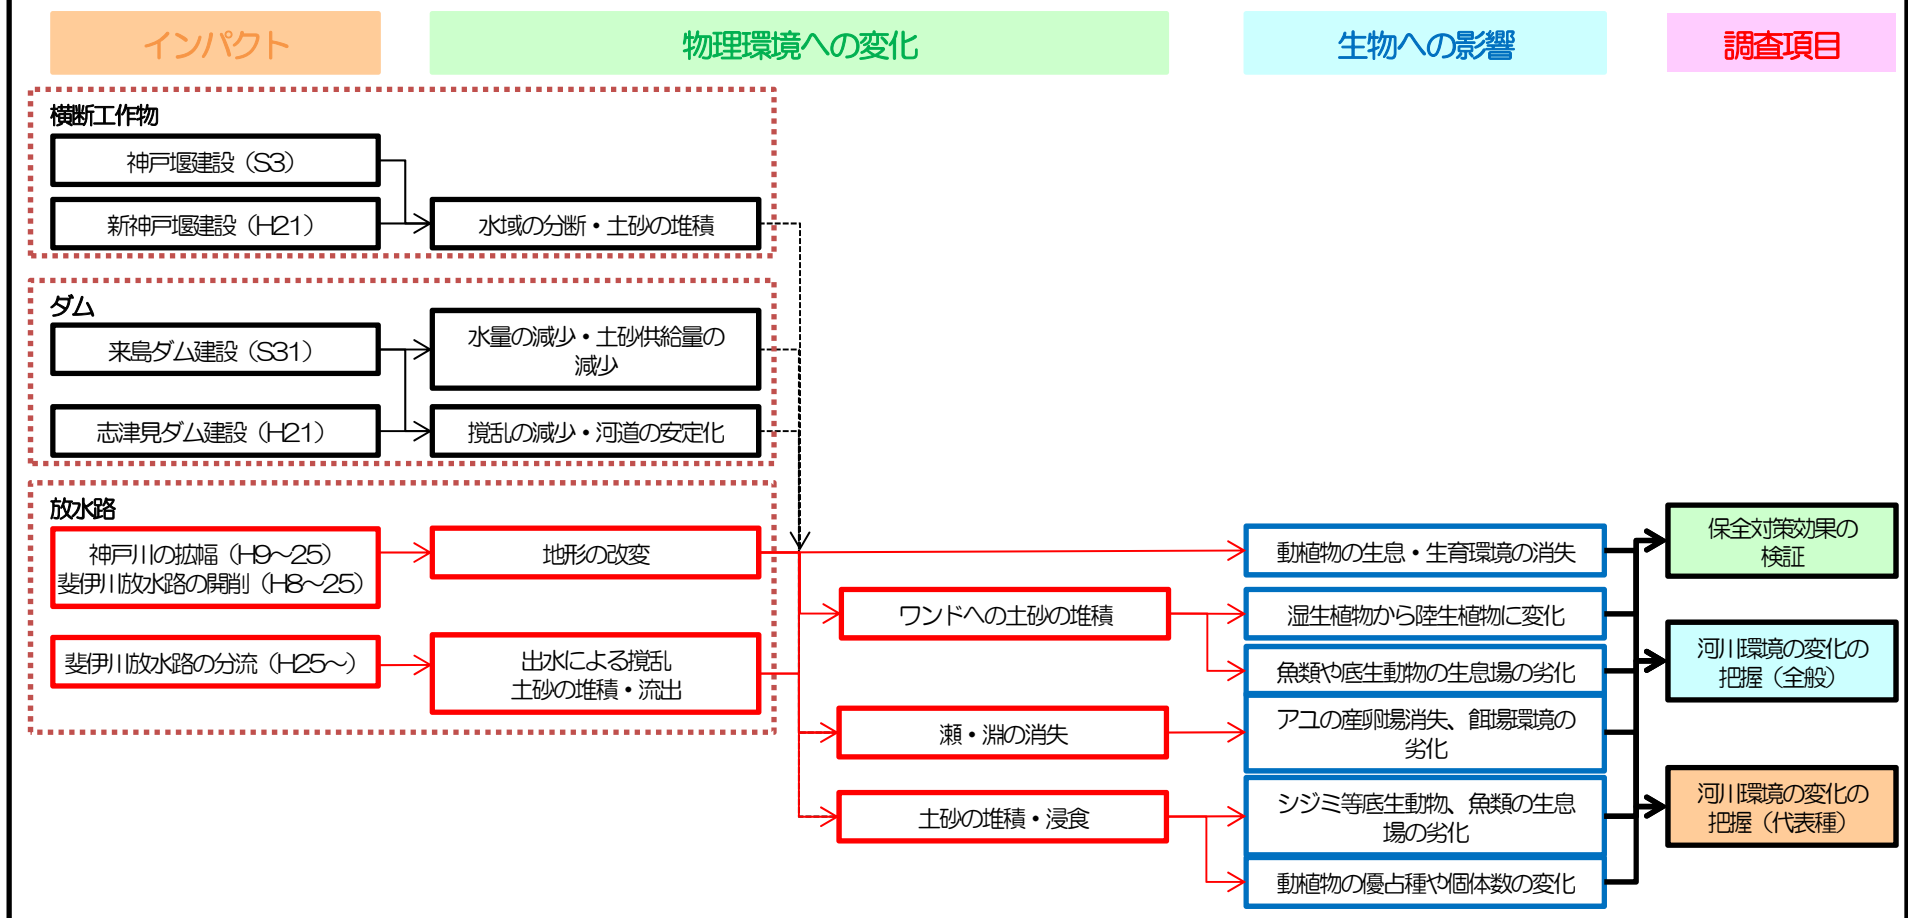 インパクト
物理環境への変化
生物への影響
調査項目
横断工作物
神戸堰建設（S3）
新神戸堰建設（H21）
水域の分断・土砂の堆積
ダム
来島ダム建設（S31）
水量の減少・土砂供給量の
減少
志津見ダム建設（H21）
撹乱の減少・河道の安定化
放水路
神戸川の拡幅（H9～25）
斐伊川放水路の開削（H8～25）
地形の改変
斐伊川放水路の分流（H25～）
出水による撹乱
土砂の堆積・流出
ワンドへの土砂の堆積
瀬・淵の消失
土砂の堆積・浸食
動植物の生息・生育環境の消失
湿生植物から陸生植物に変化
魚類や底生動物の生息場の劣化
アユの産卵場消失、餌場環境の
劣化
シジミ等底生動物、魚類の生息
場の劣化
動植物の優占種や個体数の変化
保全対策効果の
検証
河川環境の変化の
把握（全般）
河川環境の変化の
把握（代表種）